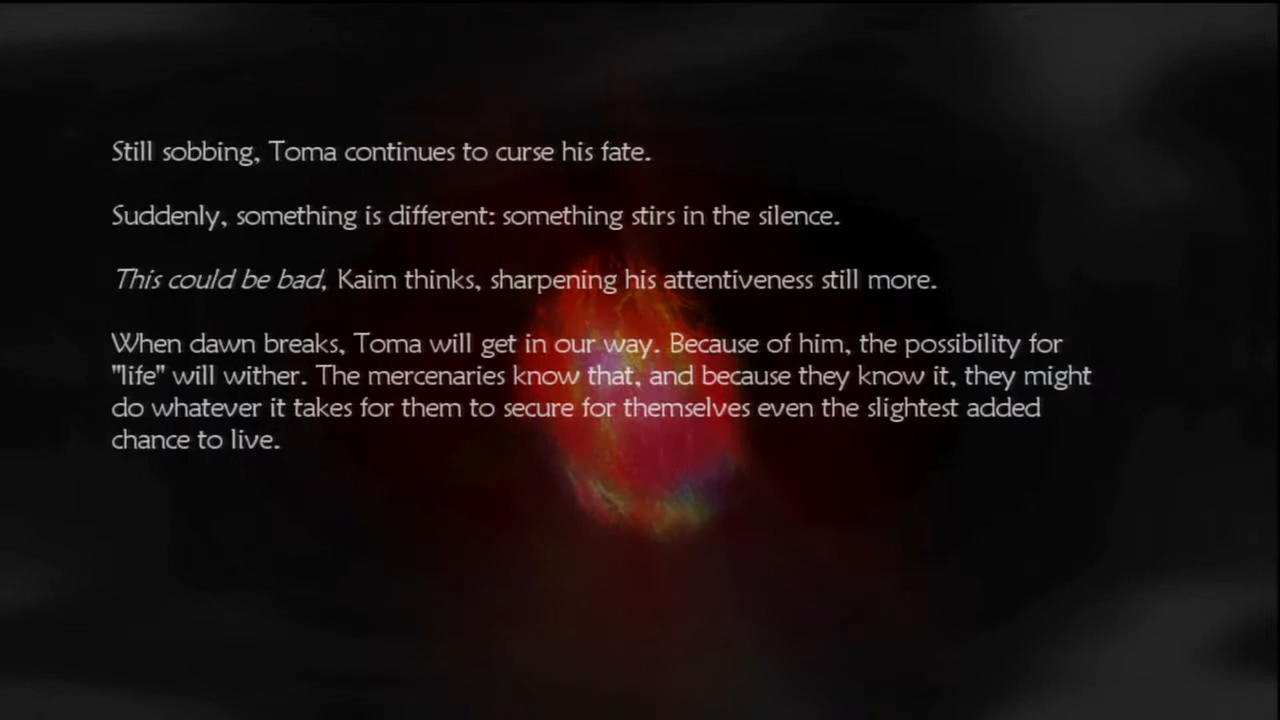 Still sobbing, Toma continues to curse his fate.
Suddenly, something is different: something stirs in the silence.
This could be bad, Kaim thinks, sharpening his attentiveness still more.
When dawn breaks, Toma will get in our way. Because of him, the possibility for
"life" will wither. The mercenaries know that, and because they know it, they might
do whatever it takes for them to secure for themselves even the slightest added
chance to live.